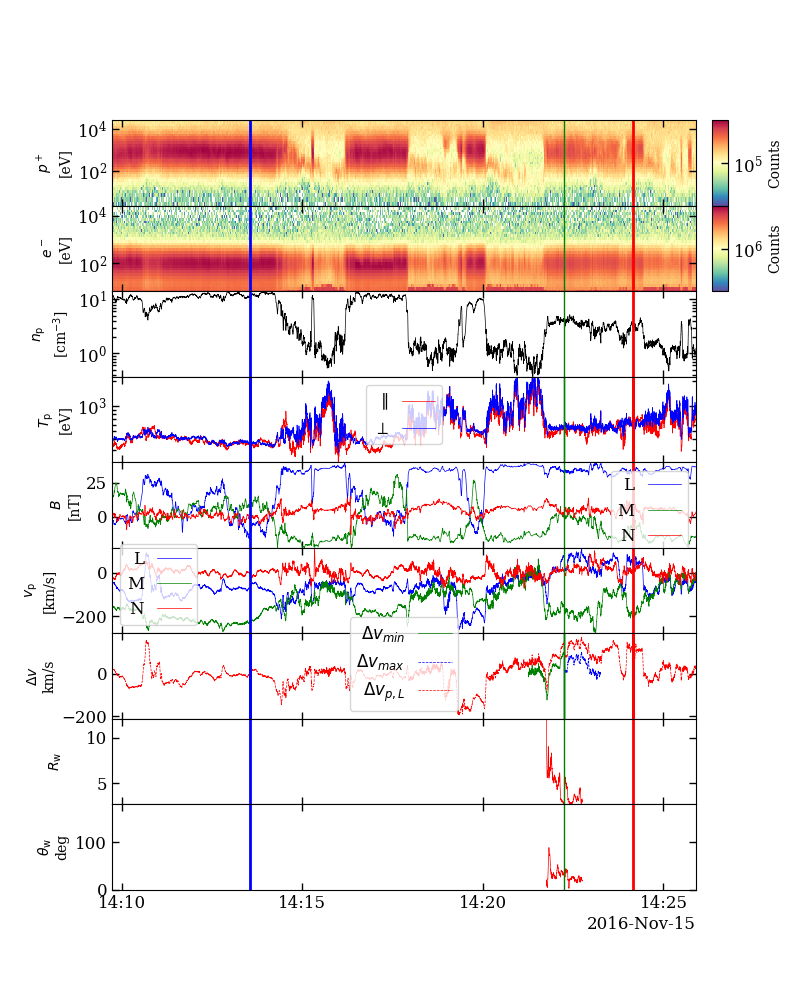 10^4
10^2
p^+
[eV]
10^5
Counts
10^4
10^2
e^-
[eV]
10^6
Counts
10^1
10^0
n_p
[cm^−3]
10^3
T_p
[eV]
∥
⊥
25
0
B
[nT]
L
M
N
0
−200
v_p
[km/s]
L
M
N
0
−200
Δv
km/s
Δv_min
Δv_max
Δv_p,L
10
5
R_w
100
0
θ_w
deg
14:10
14:15
14:20
14:25
2016-Nov-15